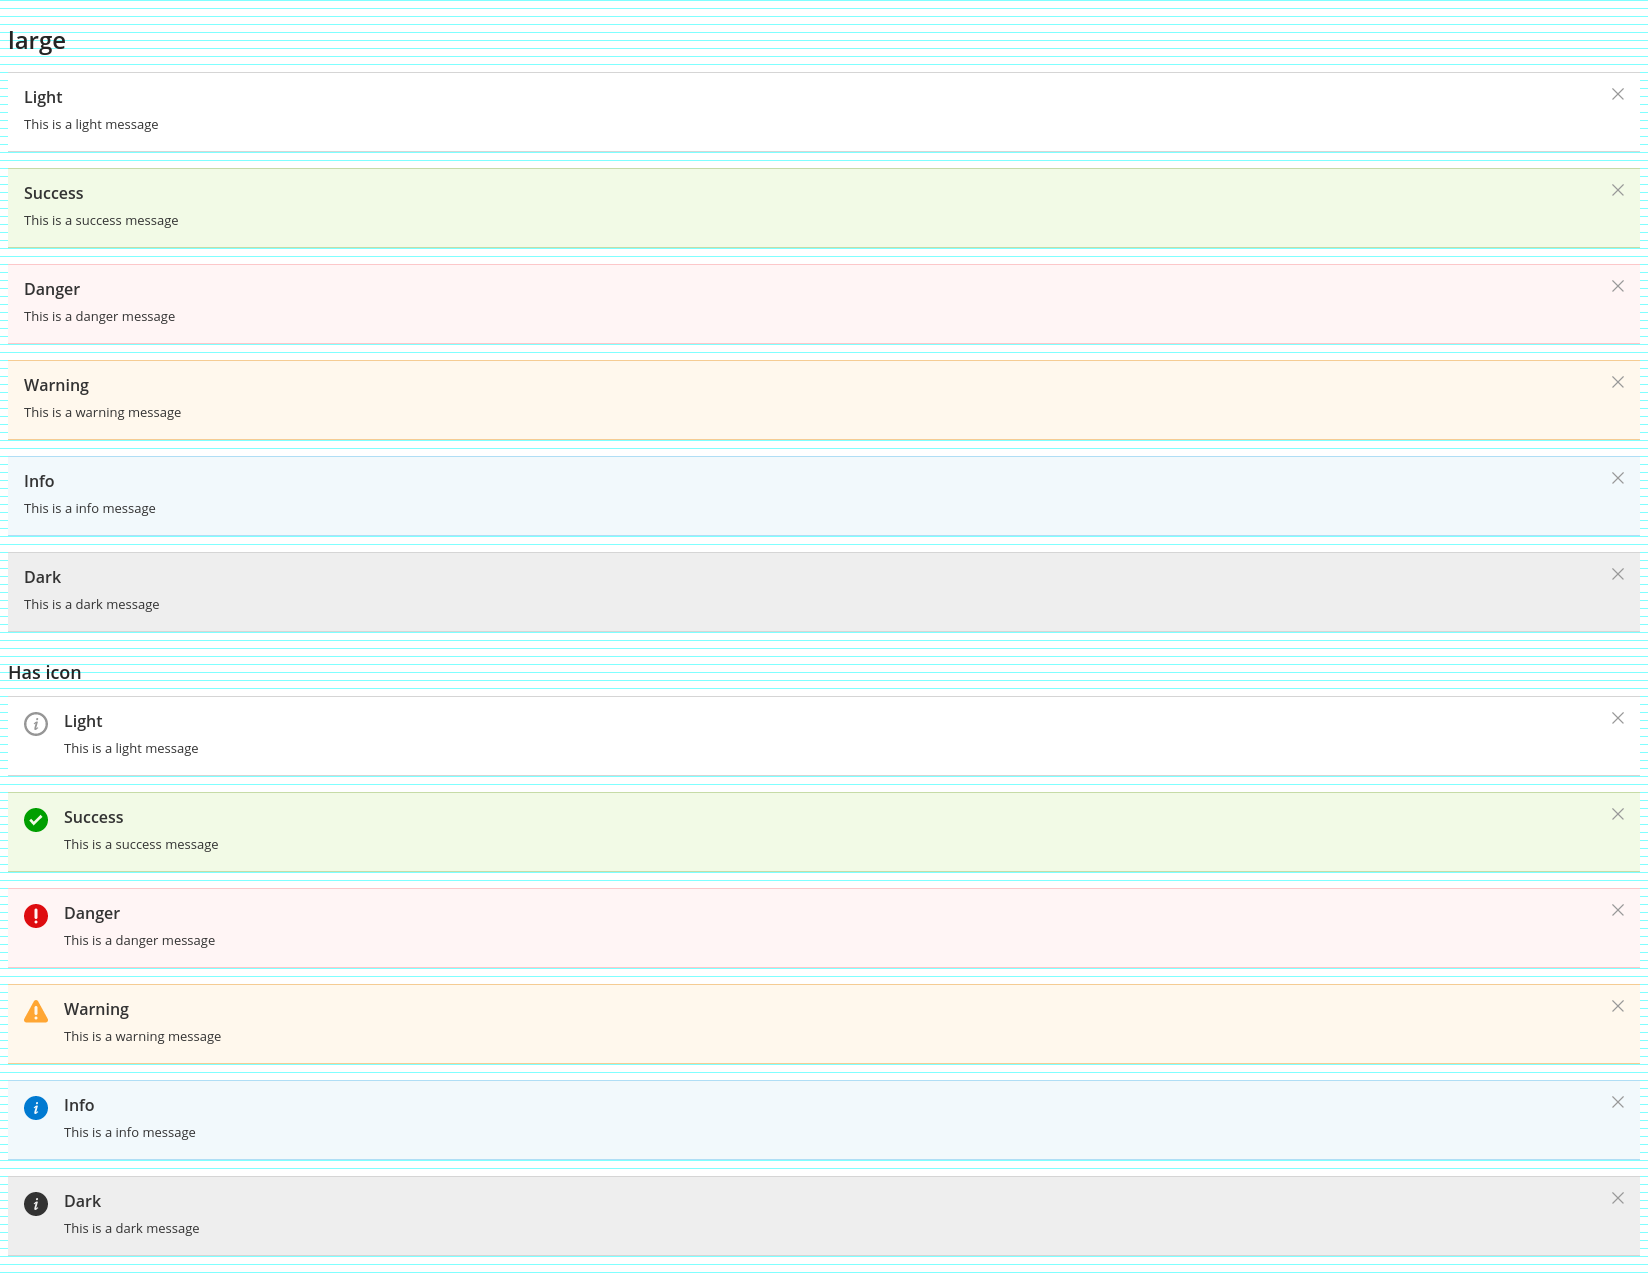 large
Light
This is a light message
Success
This is a success message
Danger
This is a danger message
Warning
This is a warning message
Info
This is a info message
Dark
This is a dark message
Has icon
Light
This is a light message
Success
This is a success message
Danger
This is a danger message
Warning
This is a warning message
Info
This is a info message
Dark
This is a dark message